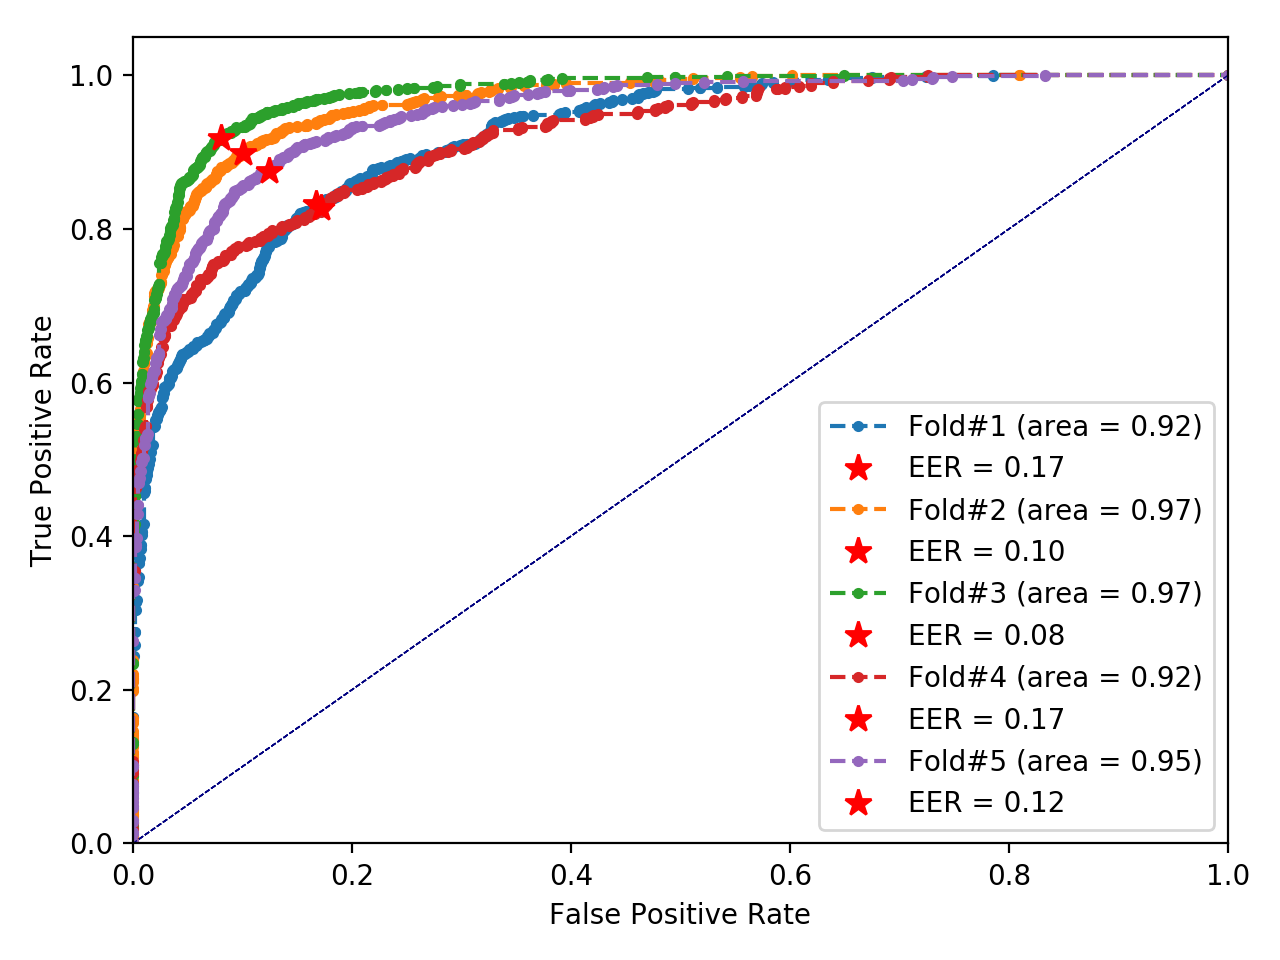 1.0
0.8
0.6
0.4
0.2
0.0
True Positive Rate
0.0 0.2 0.4 0.6 0.8 1.0
False Positive Rate
Fold#1 (area = 0.92)
EER = 0.17
Fold#2 (area = 0.97)
EER = 0.10
Fold#3 (area = 0.97)
EER = 0.08
Fold#4 (area = 0.92)
EER = 0.17
Fold#5 (area = 0.95)
EER = 0.12